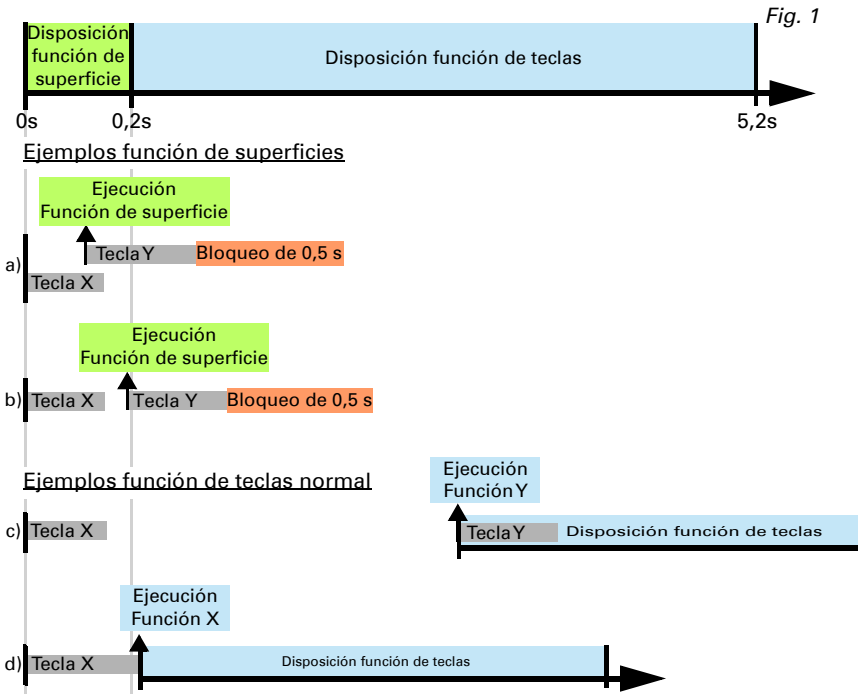 Fig. 1
Disposición
función de
superficie
Disposición función de teclas
0s
0,2s
5,2s
Ejemplos función de superficies
Ejecución
Función de superficie
a)
Tecla Y
Bloqueo de 0,5 s
Tecla X
Ejecución
Función de superficie
b)
Tecla X
Tecla Y
Bloqueo de 0,5 s
Ejemplos función de teclas normal
Ejecución
Función Y
c)
Tecla X
Tecla Y
Disposición función de teclas
Ejecución
Función X
d)
Tecla X
Disposición función de teclas